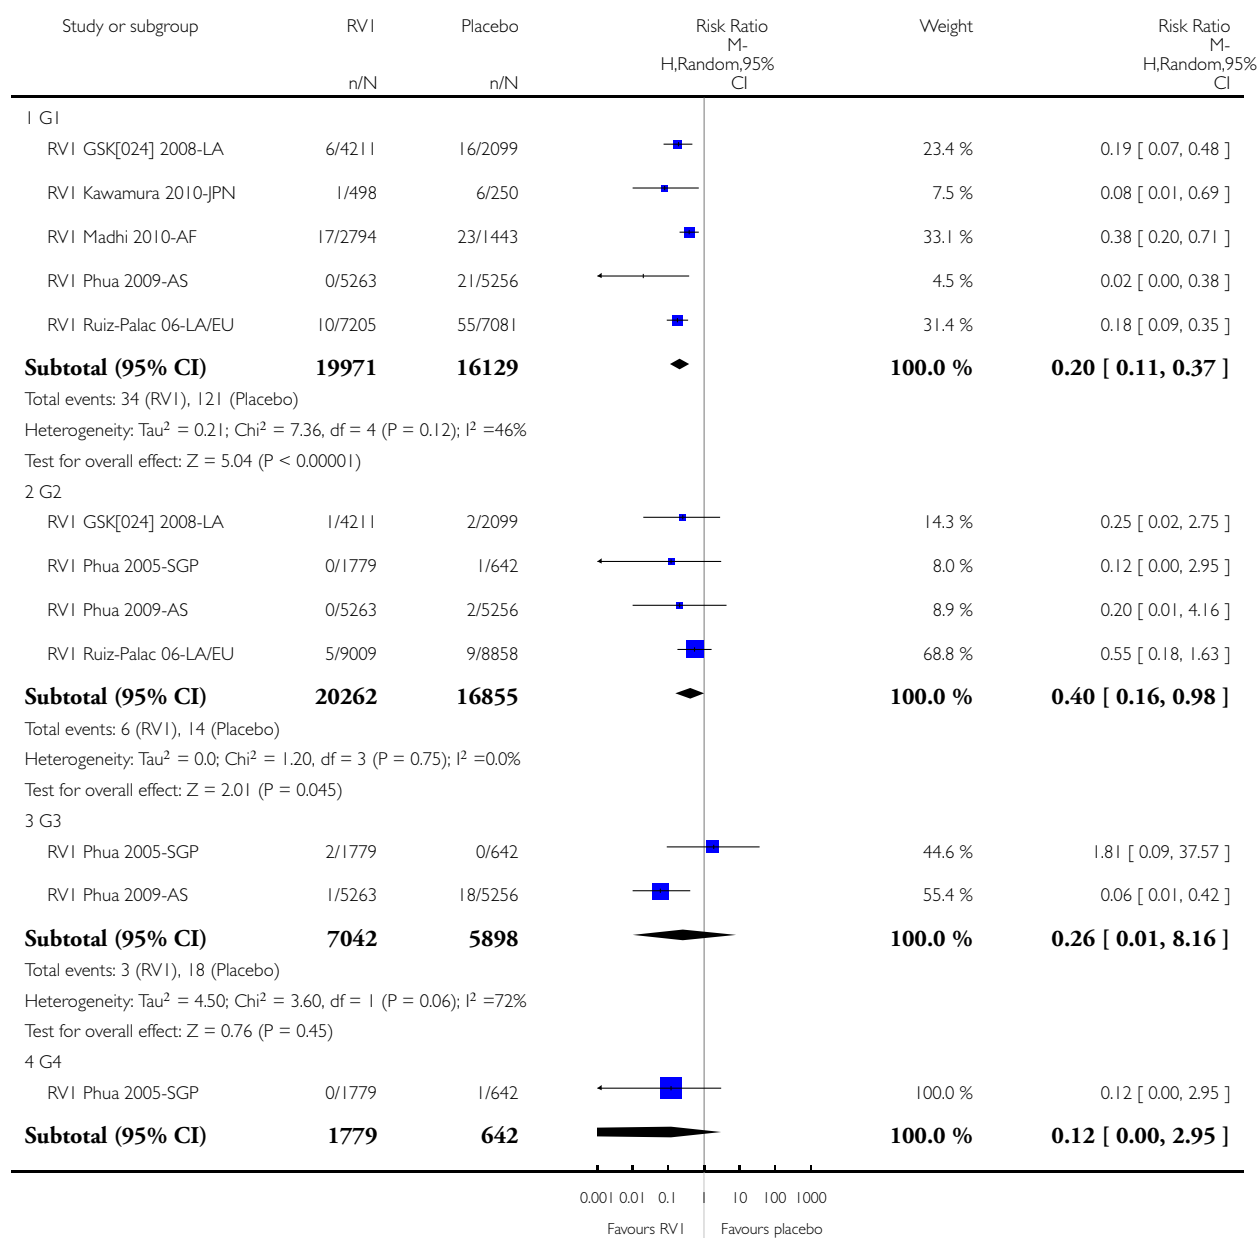 Study or subgroup RV1 Placebo Risk Ratio Weight Risk Ratio
M- M-
H,Random,95% H,Random,95%
n/N n/N CI CI
1 G1
RV1 GSK[024] 2008-LA 6/4211 16/2099 23.4 % 0.19 [ 0.07, 0.48 ]
RV1 Kawamura 2010-JPN 1/498 6/250 7.5 % 0.08 [ 0.01, 0.69 ]
RV1 Madhi 2010-AF 17/2794 23/1443 33.1 % 0.38 [ 0.20, 0.71 ]
RV1 Phua 2009-AS 0/5263 21/5256 4.5 % 0.02 [ 0.00, 0.38 ]
RV1 Ruiz-Palac 06-LA/EU 10/7205 55/7081 31.4 % 0.18 [ 0.09, 0.35 ]
Subtotal (95% CI) 19971 16129 100.0 % 0.20 [ 0.11, 0.37 ]
Total events: 34 (RV1), 121 (Placebo)
Heterogeneity: Tau² = 0.21; Chi² = 7.36, df = 4 (P = 0.12); I² =46%
Test for overall effect: Z = 5.04 (P < 0.00001)
2 G2
RV1 GSK[024] 2008-LA 1/4211 2/2099 14.3 % 0.25 [ 0.02, 2.75 ]
RV1 Phua 2005-SGP 0/1779 1/642 8.0 % 0.12 [ 0.00, 2.95 ]
RV1 Phua 2009-AS 0/5263 2/5256 8.9 % 0.20 [ 0.01, 4.16 ]
RV1 Ruiz-Palac 06-LA/EU 5/9009 9/8858 68.8 % 0.55 [ 0.18, 1.63 ]
Subtotal (95% CI) 20262 16855 100.0 % 0.40 [ 0.16, 0.98 ]
Total events: 6 (RV1), 14 (Placebo)
Heterogeneity: Tau² = 0.0; Chi² = 1.20, df = 3 (P = 0.75); I² =0.0%
Test for overall effect: Z = 2.01 (P = 0.045)
3 G3
RV1 Phua 2005-SGP 2/1779 0/642 44.6 % 1.81 [ 0.09, 37.57 ]
RV1 Phua 2009-AS 1/5263 18/5256 55.4 % 0.06 [ 0.01, 0.42 ]
Subtotal (95% CI) 7042 5898 100.0 % 0.26 [ 0.01, 8.16 ]
Total events: 3 (RV1), 18 (Placebo)
Heterogeneity: Tau² = 4.50; Chi² = 3.60, df = 1 (P = 0.06); I² =72%
Test for overall effect: Z = 0.76 (P = 0.45)
4 G4
RV1 Phua 2005-SGP 0/1779 1/642 100.0 % 0.12 [ 0.00, 2.95 ]
Subtotal (95% CI) 1779 642 100.0 % 0.12 [ 0.00, 2.95 ]
0.001 0.01 0.1 1 10 100 1000
Favours RV1 Favours placebo